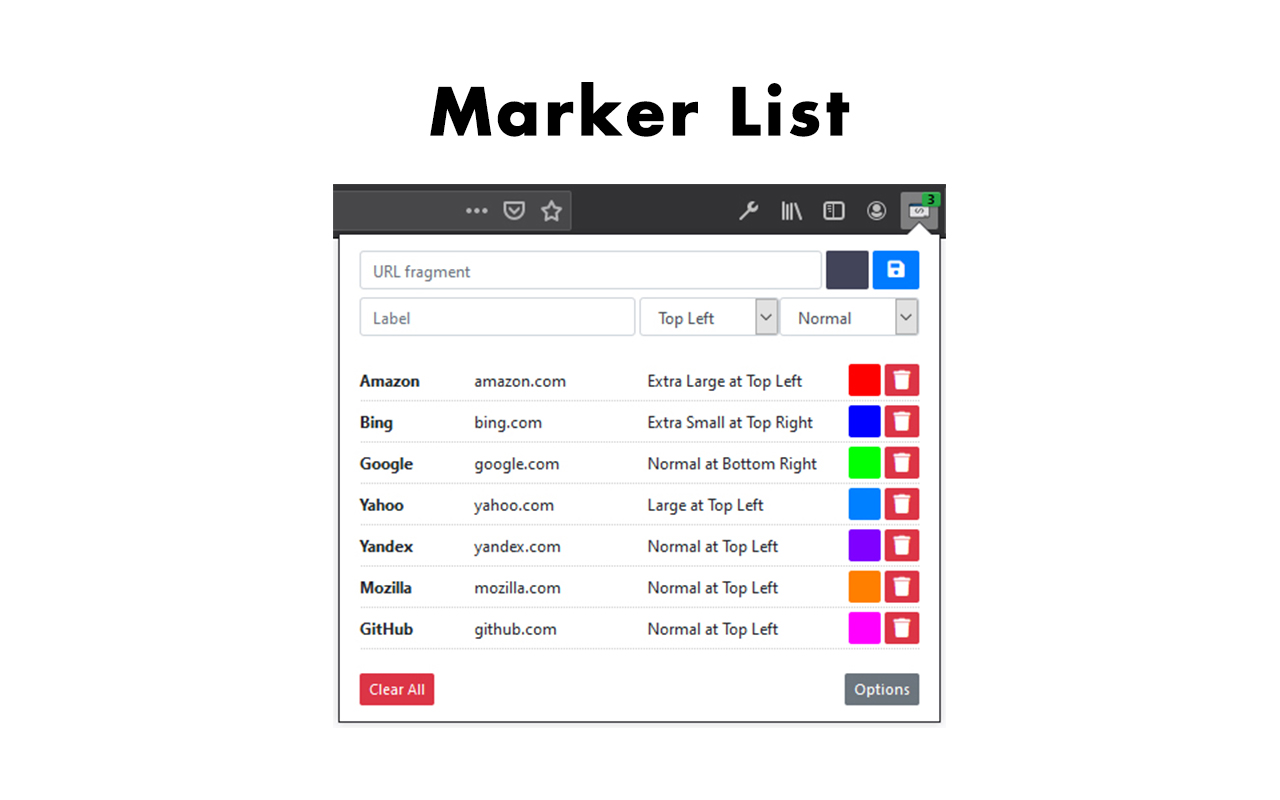 Marker List
3
URL fragment
Label Top Left Normal
Amazon amazon.com Extra Large at Top Left
Bing bing.com Extra Small at Top Right
Google google.com Normal at Bottom Right
Yahoo yahoo.com Large at Top Left
Yandex yandex.com Normal at Top Left
Mozilla mozilla.com Normal at Top Left
GitHub github.com Normal at Top Left
Clear All Options